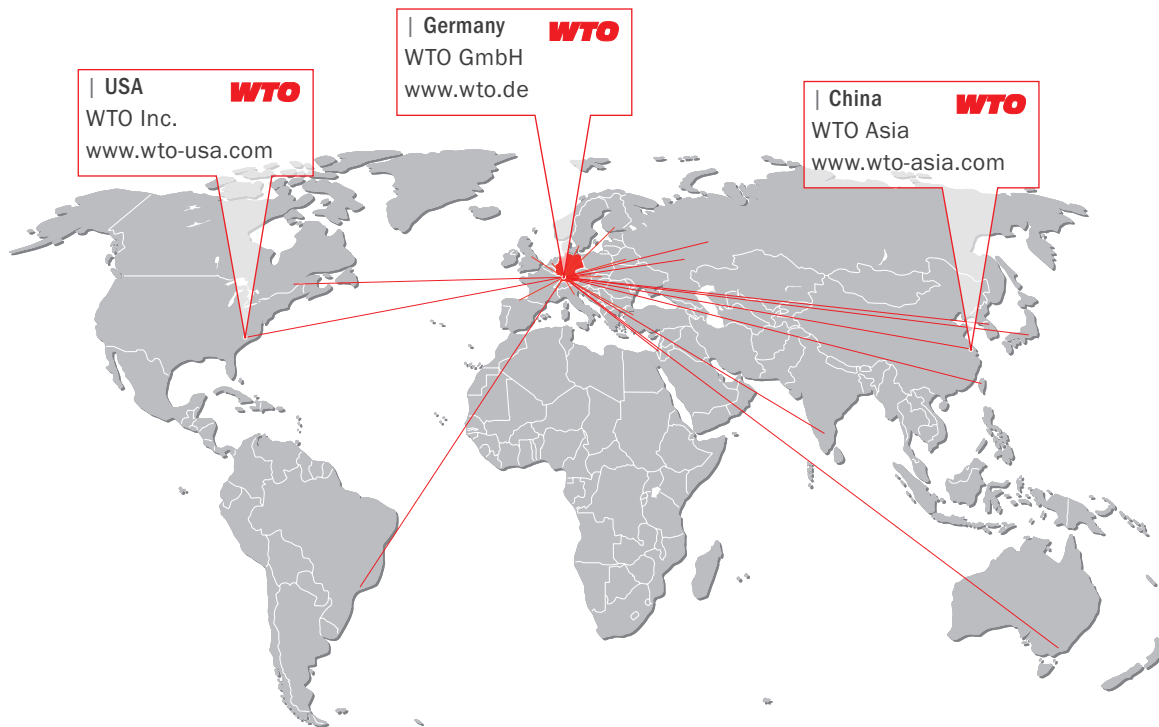 | Germany WTO
WTO GmbH
www.wto.de
| USA WTO
WTO Inc.
www.wto-usa.com
| China WTO
WTO Asia
www.wto-asia.com